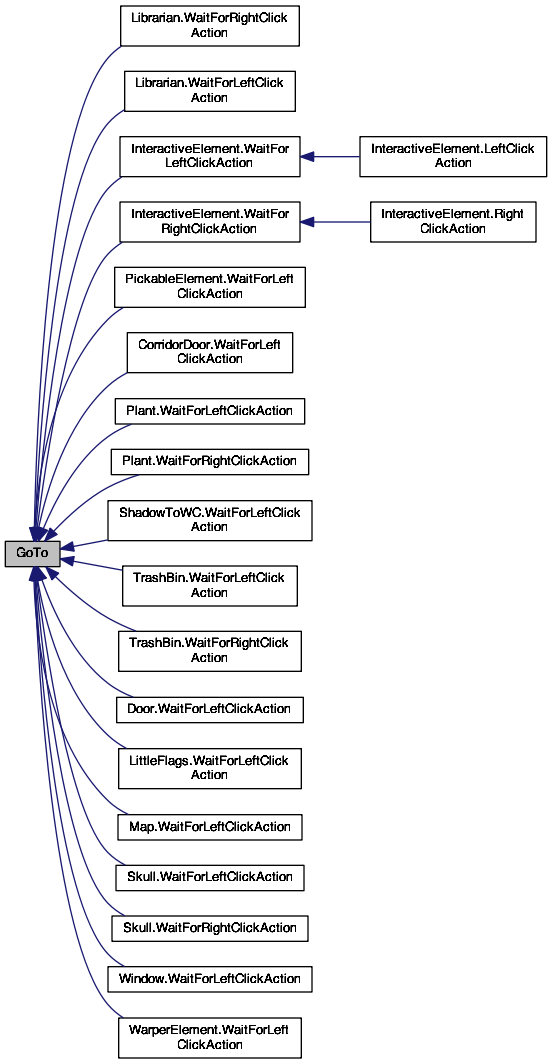 Librarian.WaitForRightClick
Action
Librarian.WaitForLeftClick
Action
InteractiveElement.WaitFor
LeftClickAction
InteractiveElement.LeftClick
Action
InteractiveElement.WaitFor
RightClickAction
InteractiveElement.Right
ClickAction
PickableElement.WaitForLeft
ClickAction
CorridorDoor.WaitForLeft
ClickAction
Plant.WaitForLeftClickAction
Plant.WaitForRightClickAction
ShadowToWC.WaitForLeftClick
Action
GoTo
TrashBin.WaitForLeftClick
Action
TrashBin.WaitForRightClick
Action
Door.WaitForLeftClickAction
LittleFlags.WaitForLeftClick
Action
Map.WaitForLeftClickAction
Skull.WaitForLeftClickAction
Skull.WaitForRightClickAction
Window.WaitForLeftClickAction
WarperElement.WaitForLeft
ClickAction